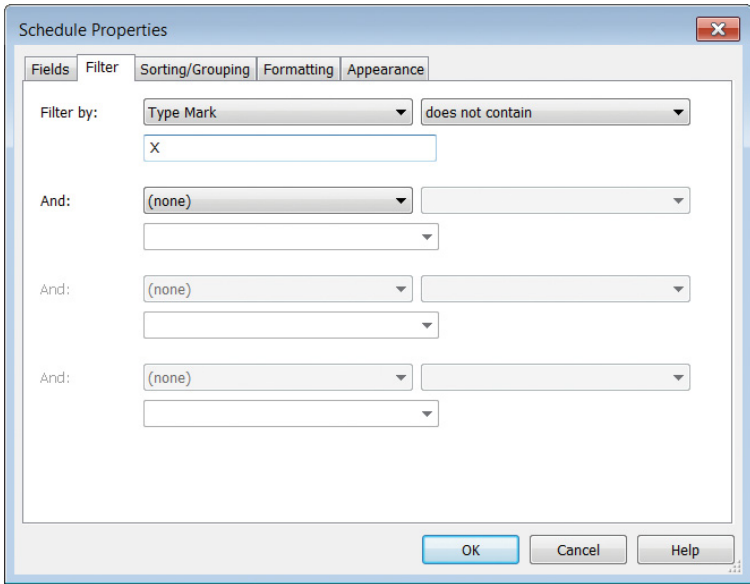 Schedule Properties
Fields Filter Sorting/Grouping Formatting Appearance
Filter by: Type Mark does not contain
X
And: (none)
And: (none)
And: (none)
OK Cancel Help